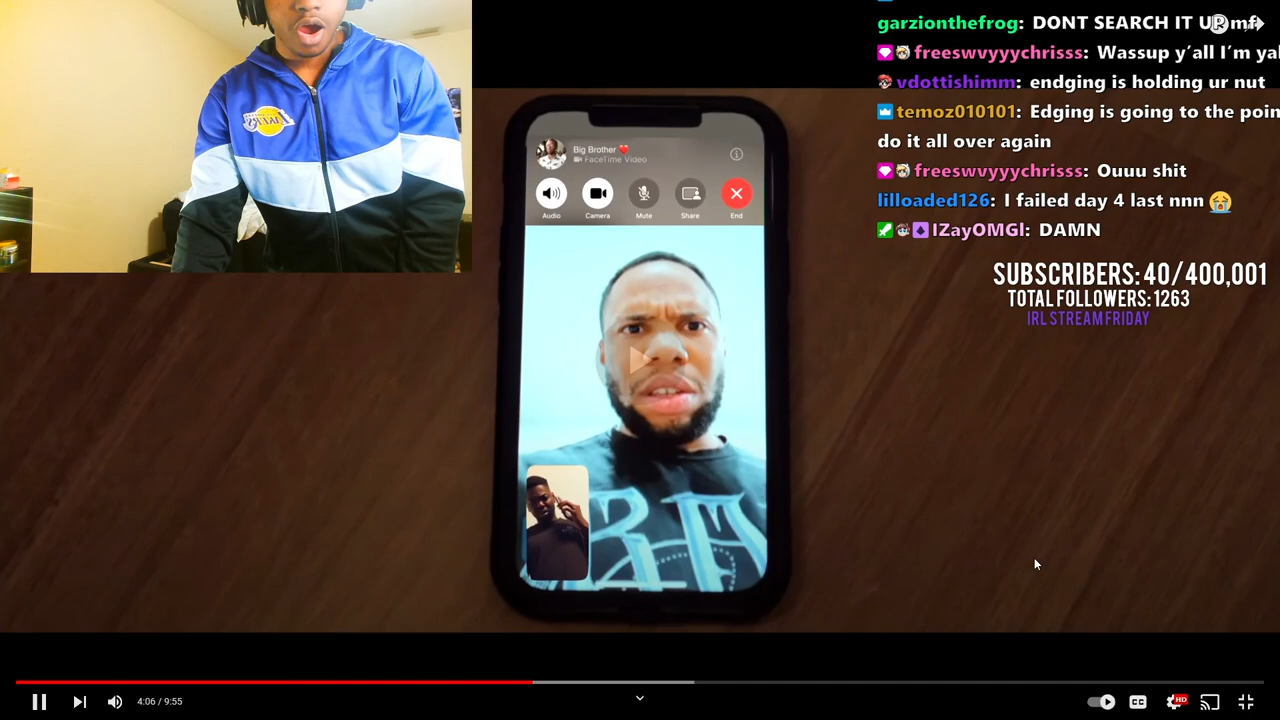 garzionthefrog: DONT SEARCH IT UP mf
freeswvyyychrisss: Wassup y'all I'm ya
vdottishimm: endging is holding ur nut
temoz010101: Edging is going to the poin
do it all over again
freeswvyyychrisss: Ouuu shit
lilloaded126: I failed day 4 last nnn 😭
IZayOMGl: DAMN
SUBSCRIBERS: 40/400,001
TOTAL FOLLOWERS: 1263
IRL STREAM FRIDAY
Big Brother ❤️
FaceTime Video
Audio Camera Mute Share End
4:06 / 9:55
CC
HD